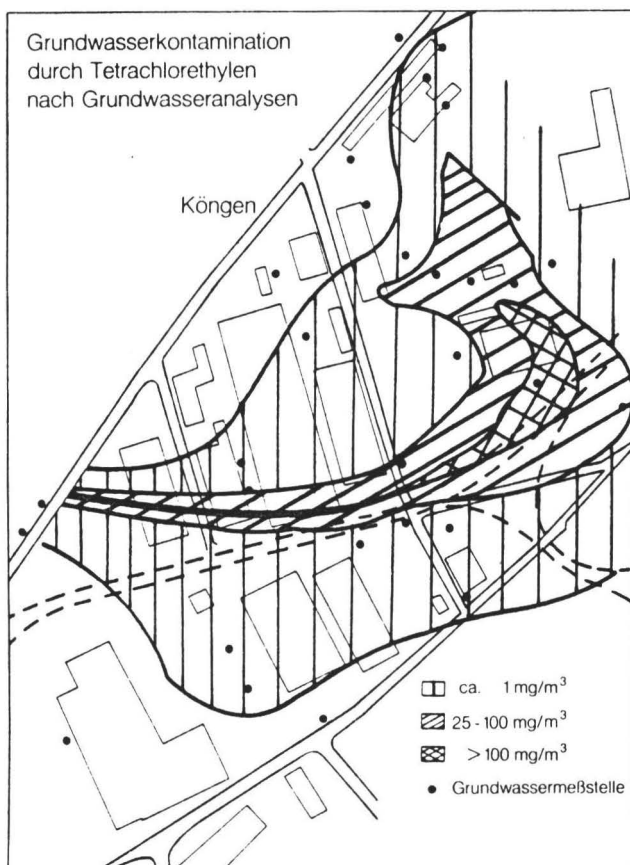 Grundwasserkontamination
durch Tetrachlorethylen
nach Grundwasseranalysen
Köngen
ca. 1 mg/m³
25-100 mg/m³
>100 mg/m³
Grundwassermeßstelle